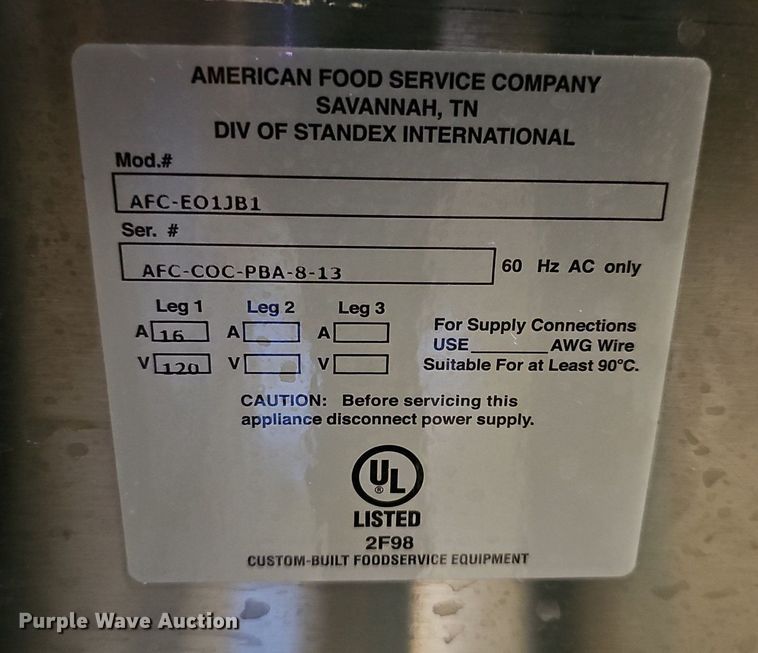 AMERICAN FOOD SERVICE COMPANY
SAVANNAH, TN
DIV OF STANDEX INTERNATIONAL
Mod.#
AFC-EO1JB1
Ser. #
AFC-COC-PBA-8-13 60 Hz AC only
Leg 1 Leg 2 Leg 3
A 16 A A
V 120 V V
For Supply Connections
USE ________ AWG Wire
Suitable For at Least 90°C.
CAUTION: Before servicing this
appliance disconnect power supply.
UL
®
LISTED
2F98
CUSTOM-BUILT FOODSERVICE EQUIPMENT
Purple Wave Auction